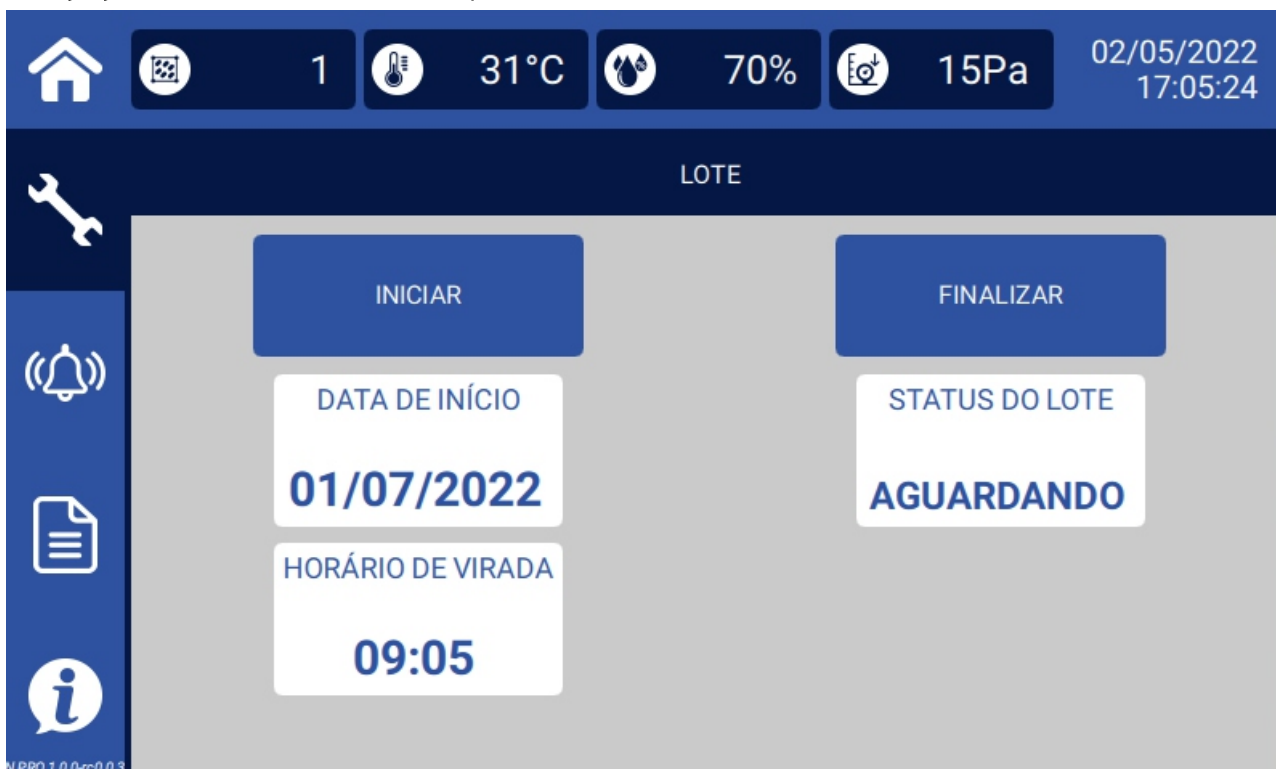 1
31°C
70%
15Pa
02/05/2022
17:05:24
LOTE
INICIAR
FINALIZAR
DATA DE INÍCIO
01/07/2022
STATUS DO LOTE
AGUARDANDO
HORÁRIO DE VIRADA
09:05